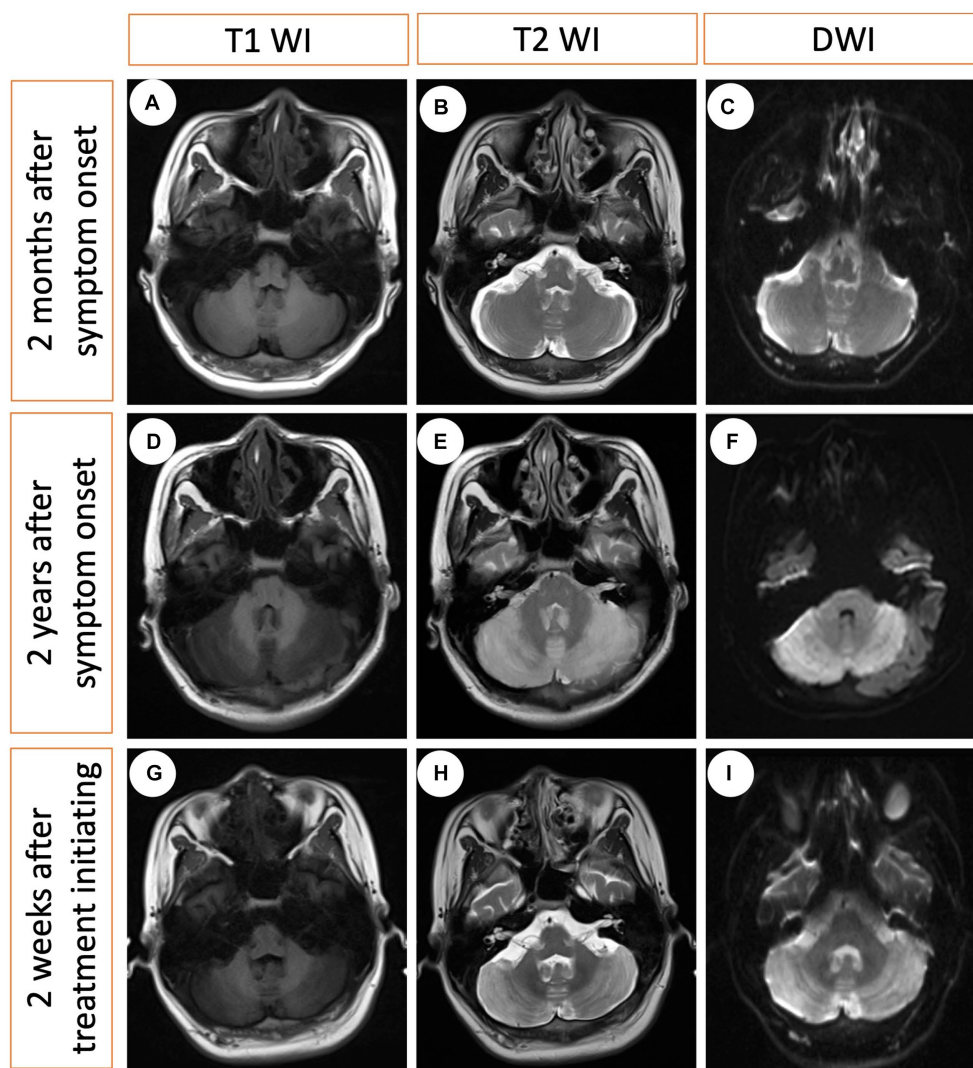 T1 WI
T2 WI
DWI
2 months after
symptom onset
A
B
C
2 years after
symptom onset
D
E
F
2 weeks after
treatment initiating
G
H
I